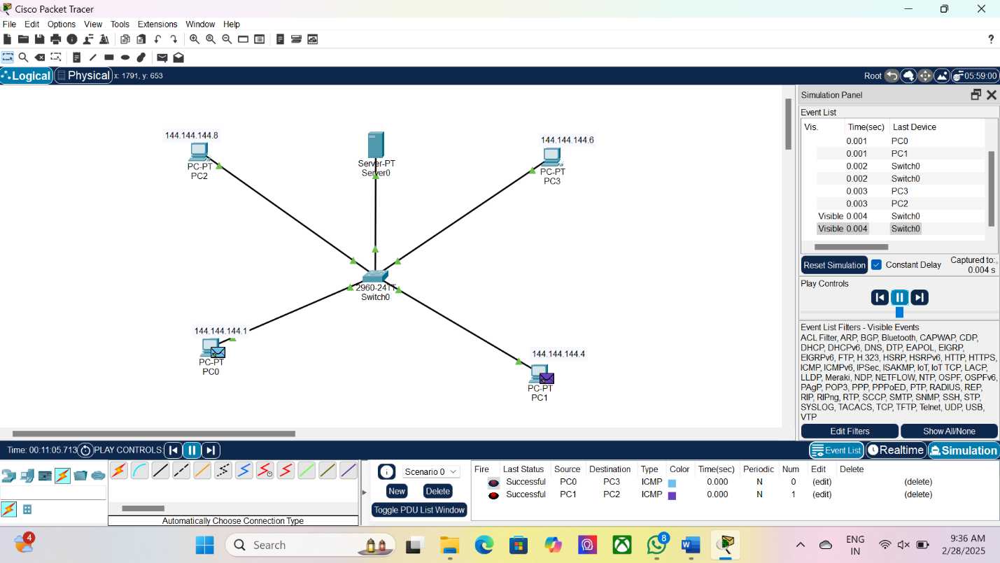 Cisco Packet Tracer
File Edit Options View Tools Extensions Window Help
?
Logical Physical x: 1791, y: 653 Root 05:59:00
Simulation Panel
Event List
Vis. Time(sec) Last Device
0.001 PC0
0.001 PC1
0.002 Switch0
0.002 Switch0
0.003 PC3
0.003 PC2
Visible 0.004 Switch0
Visible 0.004 Switch0
Reset Simulation Constant Delay Captured to:
0.004 s
Play Controls
Event List Filters - Visible Events
ACL Filter, ARP, BGP, Bluetooth, CAPWAP, CDP,
DHCP, DHCPv6, DNS, DTP, EAPOL, EIGRP,
EIGRPv6, FTP, H.323, HSRP, HSRPv6, HTTP, HTTPS,
ICMP, ICMPv6, IPSec, ISAKMP, IoT, IoT TCP, LACP,
LLDP, Meraki, NDP, NETFLOW, NTP, OSPF, OSPFv6,
PAgP, POP3, PPP, PPPoED, PTP, RADIUS, REP,
RIP, RIPng, RTP, SCCP, SMTP, SNMP, SSH, STP,
SYSLOG, TACACS, TCP, TFTP, Telnet, UDP, USB,
VTP
Edit Filters Show All/None
144.144.144.8
PC-PT
PC2
Server-PT
Server0
144.144.144.6
PC-PT
PC3
2960-24TT
Switch0
144.144.144.1
PC-PT
PC0
144.144.144.4
PC-PT
PC1
Time: 00:11:05.713 PLAY CONTROLS: Event List Realtime Simulation
Scenario 0
New Delete
Toggle PDU List Window
Fire Last Status Source Destination Type Color Time(sec) Periodic Num Edit Delete
Successful PC0 PC3 ICMP 0.000 N 0 (edit) (delete)
Successful PC1 PC2 ICMP 0.000 N 1 (edit) (delete)
Automatically Choose Connection Type
4
Search
8
W
ENG
IN
9:36 AM
2/28/2025